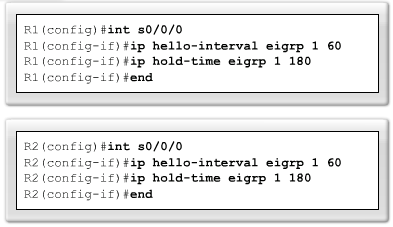 R1(config)#int s0/0/0
R1(config-if)#ip hello-interval eigrp 1 60
R1(config-if)#ip hold-time eigrp 1 180
R1(config-if)#end
R2(config)#int s0/0/0
R2(config-if)#ip hello-interval eigrp 1 60
R2(config-if)#ip hold-time eigrp 1 180
R2(config-if)#end